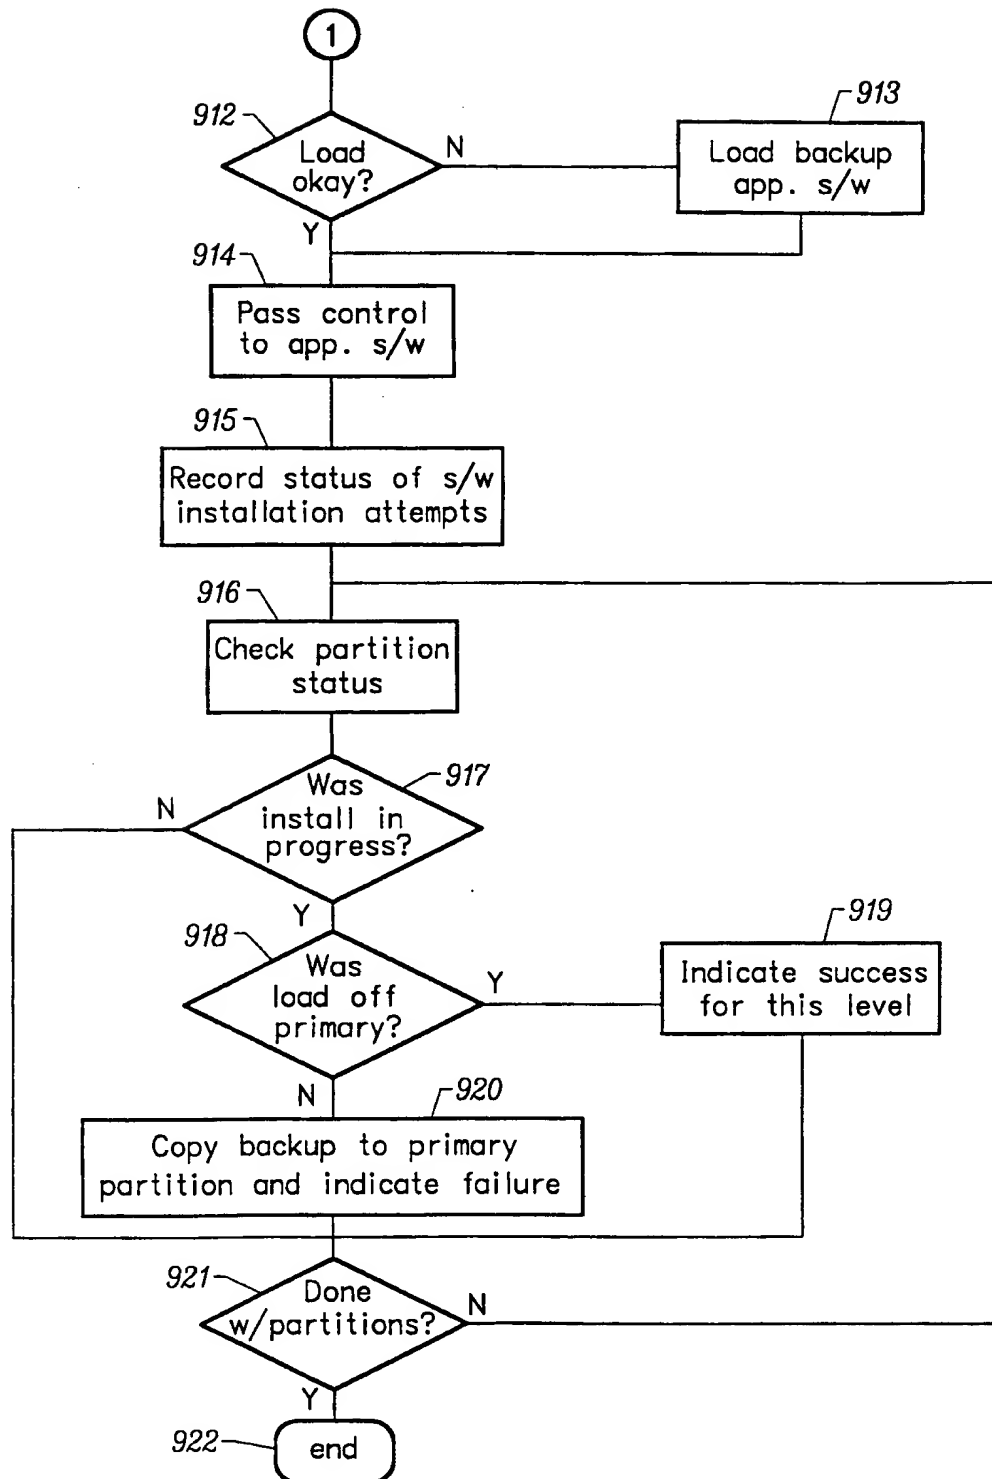 1
912
Load
okay?
N
Y
913
Load backup
app. s/w
914
Pass control
to app. s/w
915
Record status of s/w
installation attempts
916
Check partition
status
917
Was
install in
progress?
N
Y
918
Was
load off
primary?
Y
N
919
Indicate success
for this level
920
Copy backup to primary
partition and indicate failure
921
Done
w/partitions?
N
Y
922
end